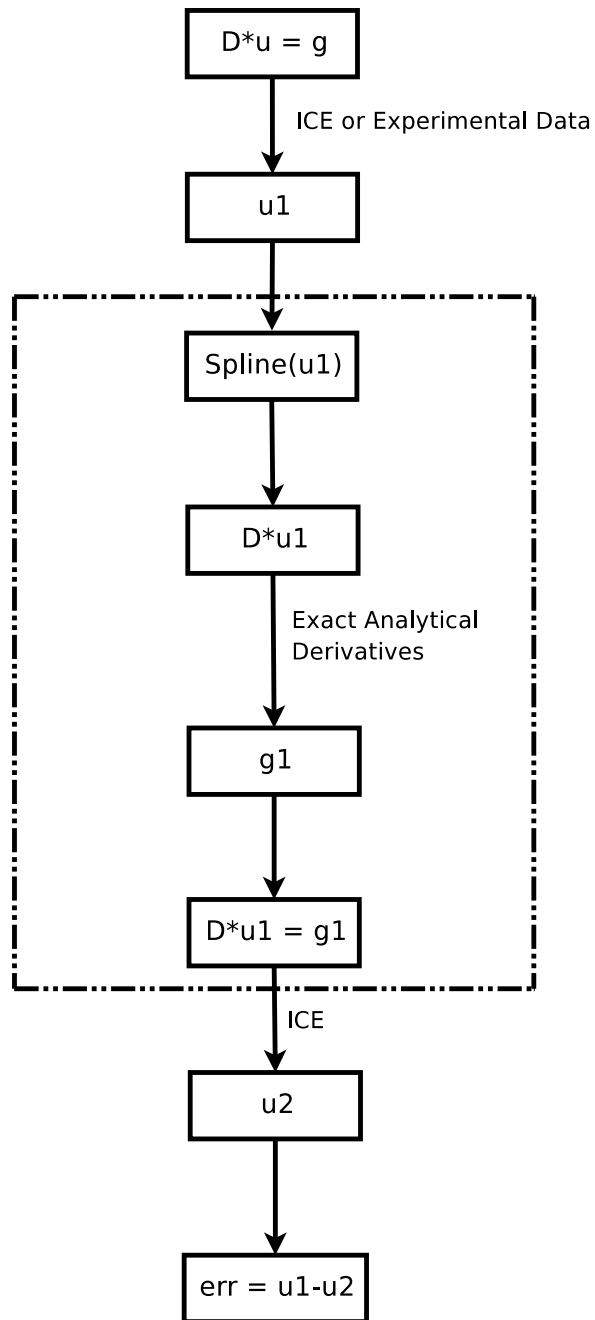 D*u = g
ICE or Experimental Data
u1
Spline(u1)
D*u1
Exact Analytical
Derivatives
g1
D*u1 = g1
ICE
u2
err = u1-u2